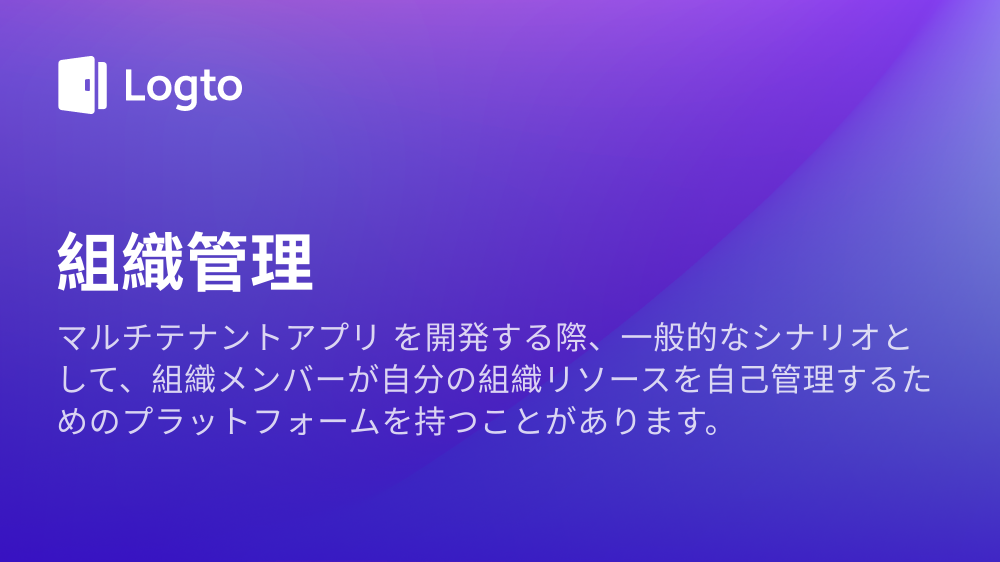 Logto
組織管理
マルチテナントアプリ を開発する際、一般的なシナリオと
して、組織メンバーが自分の組織リソースを自己管理するた
めのプラットフォームを持つことがあります。